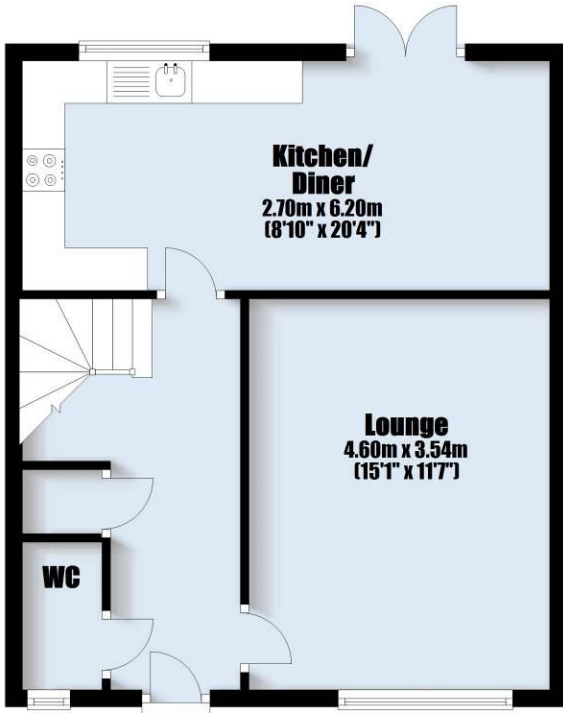 Kitchen/
Diner
2.70m x 6.20m
(8'10" x 20'4")
Lounge
4.60m x 3.54m
(15'1" x 11'7")
WC